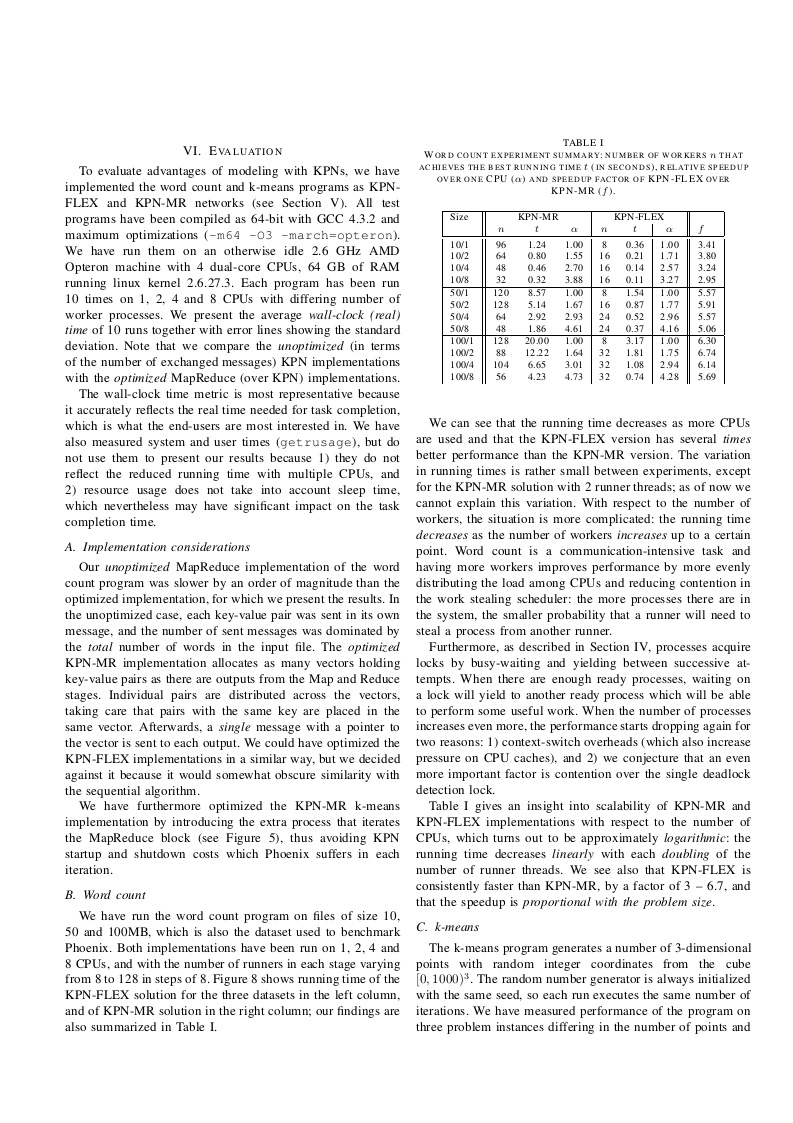 VI. EVALUATION
To evaluate advantages of modeling with KPNs, we have
implemented the word count and k-means programs as KPN-
FLEX and KPN-MR networks (see Section V). All test
programs have been compiled as 64-bit with GCC 4.3.2 and
maximum optimizations (-m64 -O3 -march=opteron).
We have run them on an otherwise idle 2.6 GHz AMD
Opteron machine with 4 dual-core CPUs, 64 GB of RAM
running linux kernel 2.6.27.3. Each program has been run
10 times on 1, 2, 4 and 8 CPUs with differing number of
worker processes. We present the average wall-clock (real)
time of 10 runs together with error lines showing the standard
deviation. Note that we compare the unoptimized (in terms
of the number of exchanged messages) KPN implementations
with the optimized MapReduce (over KPN) implementations.
The wall-clock time metric is most representative because
it accurately reflects the real time needed for task completion,
which is what the end-users are most interested in. We have
also measured system and user times (getrusage), but do
not use them to present our results because 1) they do not
reflect the reduced running time with multiple CPUs, and
2) resource usage does not take into account sleep time,
which nevertheless may have significant impact on the task
completion time.
A. Implementation considerations
Our unoptimized MapReduce implementation of the word
count program was slower by an order of magnitude than the
optimized implementation, for which we present the results. In
the unoptimized case, each key-value pair was sent in its own
message, and the number of sent messages was dominated by
the total number of words in the input file. The optimized
KPN-MR implementation allocates as many vectors holding
key-value pairs as there are outputs from the Map and Reduce
stages. Individual pairs are distributed across the vectors,
taking care that pairs with the same key are placed in the
same vector. Afterwards, a single message with a pointer to
the vector is sent to each output. We could have optimized the
KPN-FLEX implementations in a similar way, but we decided
against it because it would somewhat obscure similarity with
the sequential algorithm.
We have furthermore optimized the KPN-MR k-means
implementation by introducing the extra process that iterates
the MapReduce block (see Figure 5), thus avoiding KPN
startup and shutdown costs which Phoenix suffers in each
iteration.
B. Word count
We have run the word count program on files of size 10,
50 and 100MB, which is also the dataset used to benchmark
Phoenix. Both implementations have been run on 1, 2, 4 and
8 CPUs, and with the number of runners in each stage varying
from 8 to 128 in steps of 8. Figure 8 shows running time of the
KPN-FLEX solution for the three datasets in the left column,
and of KPN-MR solution in the right column; our findings are
also summarized in Table I.
TABLE I
WORD COUNT EXPERIMENT SUMMARY: NUMBER OF WORKERS n THAT
ACHIEVES THE BEST RUNNING TIME t (IN SECONDS), RELATIVE SPEEDUP
OVER ONE CPU (α) AND SPEEDUP FACTOR OF KPN-FLEX OVER
KPN-MR (f).
Size KPN-MR KPN-FLEX
n t α n t α f
10/1 96 1.24 1.00 8 0.36 1.00 3.41
10/2 64 0.80 1.55 16 0.21 1.71 3.80
10/4 48 0.46 2.70 16 0.14 2.57 3.24
10/8 32 0.32 3.88 16 0.11 3.27 2.95
50/1 120 8.57 1.00 8 1.54 1.00 5.57
50/2 128 5.14 1.67 16 0.87 1.77 5.91
50/4 64 2.92 2.93 24 0.52 2.96 5.57
50/8 48 1.86 4.61 24 0.37 4.16 5.06
100/1 128 20.00 1.00 8 3.17 1.00 6.30
100/2 88 12.22 1.64 32 1.81 1.75 6.74
100/4 104 6.65 3.01 32 1.08 2.94 6.14
100/8 56 4.23 4.73 32 0.74 4.28 5.69
We can see that the running time decreases as more CPUs
are used and that the KPN-FLEX version has several times
better performance than the KPN-MR version. The variation
in running times is rather small between experiments, except
for the KPN-MR solution with 2 runner threads; as of now we
cannot explain this variation. With respect to the number of
workers, the situation is more complicated: the running time
decreases as the number of workers increases up to a certain
point. Word count is a communication-intensive task and
having more workers improves performance by more evenly
distributing the load among CPUs and reducing contention in
the work stealing scheduler: the more processes there are in
the system, the smaller probability that a runner will need to
steal a process from another runner.
Furthermore, as described in Section IV, processes acquire
locks by busy-waiting and yielding between successive at-
tempts. When there are enough ready processes, waiting on
a lock will yield to another ready process which will be able
to perform some useful work. When the number of processes
increases even more, the performance starts dropping again for
two reasons: 1) context-switch overheads (which also increase
pressure on CPU caches), and 2) we conjecture that an even
more important factor is contention over the single deadlock
detection lock.
Table I gives an insight into scalability of KPN-MR and
KPN-FLEX implementations with respect to the number of
CPUs, which turns out to be approximately logarithmic: the
running time decreases linearly with each doubling of the
number of runner threads. We see also that KPN-FLEX is
consistently faster than KPN-MR, by a factor of 3 – 6.7, and
that the speedup is proportional with the problem size.
C. k-means
The k-means program generates a number of 3-dimensional
points with random integer coordinates from the cube
[0, 1000)³. The random number generator is always initialized
with the same seed, so each run executes the same number of
iterations. We have measured performance of the program on
three problem instances differing in the number of points and